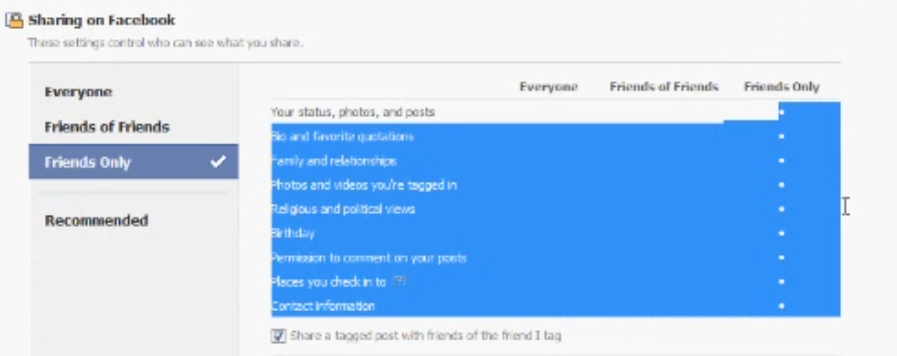 Sharing on Facebook
These settings control who can see what you share.
Everyone
Friends of Friends
Friends Only
Recommended
Everyone Friends of Friends Friends Only
Your status, photos, and posts
Bio and favorite quotations
Family and relationships
Photos and videos you're tagged in
Religious and political views
Birthday
Permission to comment on your posts
Places you check in to [?]
Contact information
Share a tagged post with friends of the friend I tag